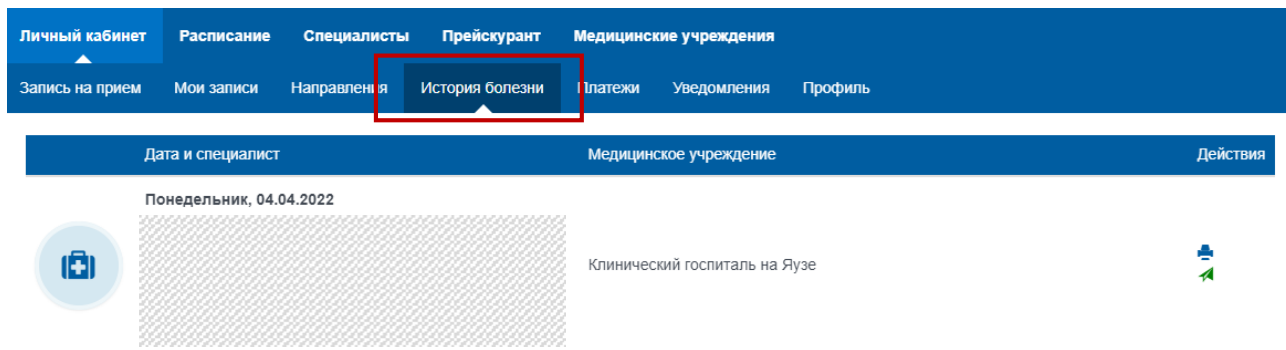 Личный кабинет Расписание Специалисты Прейскурант Медицинские учреждения
Запись на прием Мои записи Направления История болезни Платежи Уведомления Профиль
Дата и специалист Медицинское учреждение Действия
Понедельник, 04.04.2022
Клинический госпиталь на Яузе